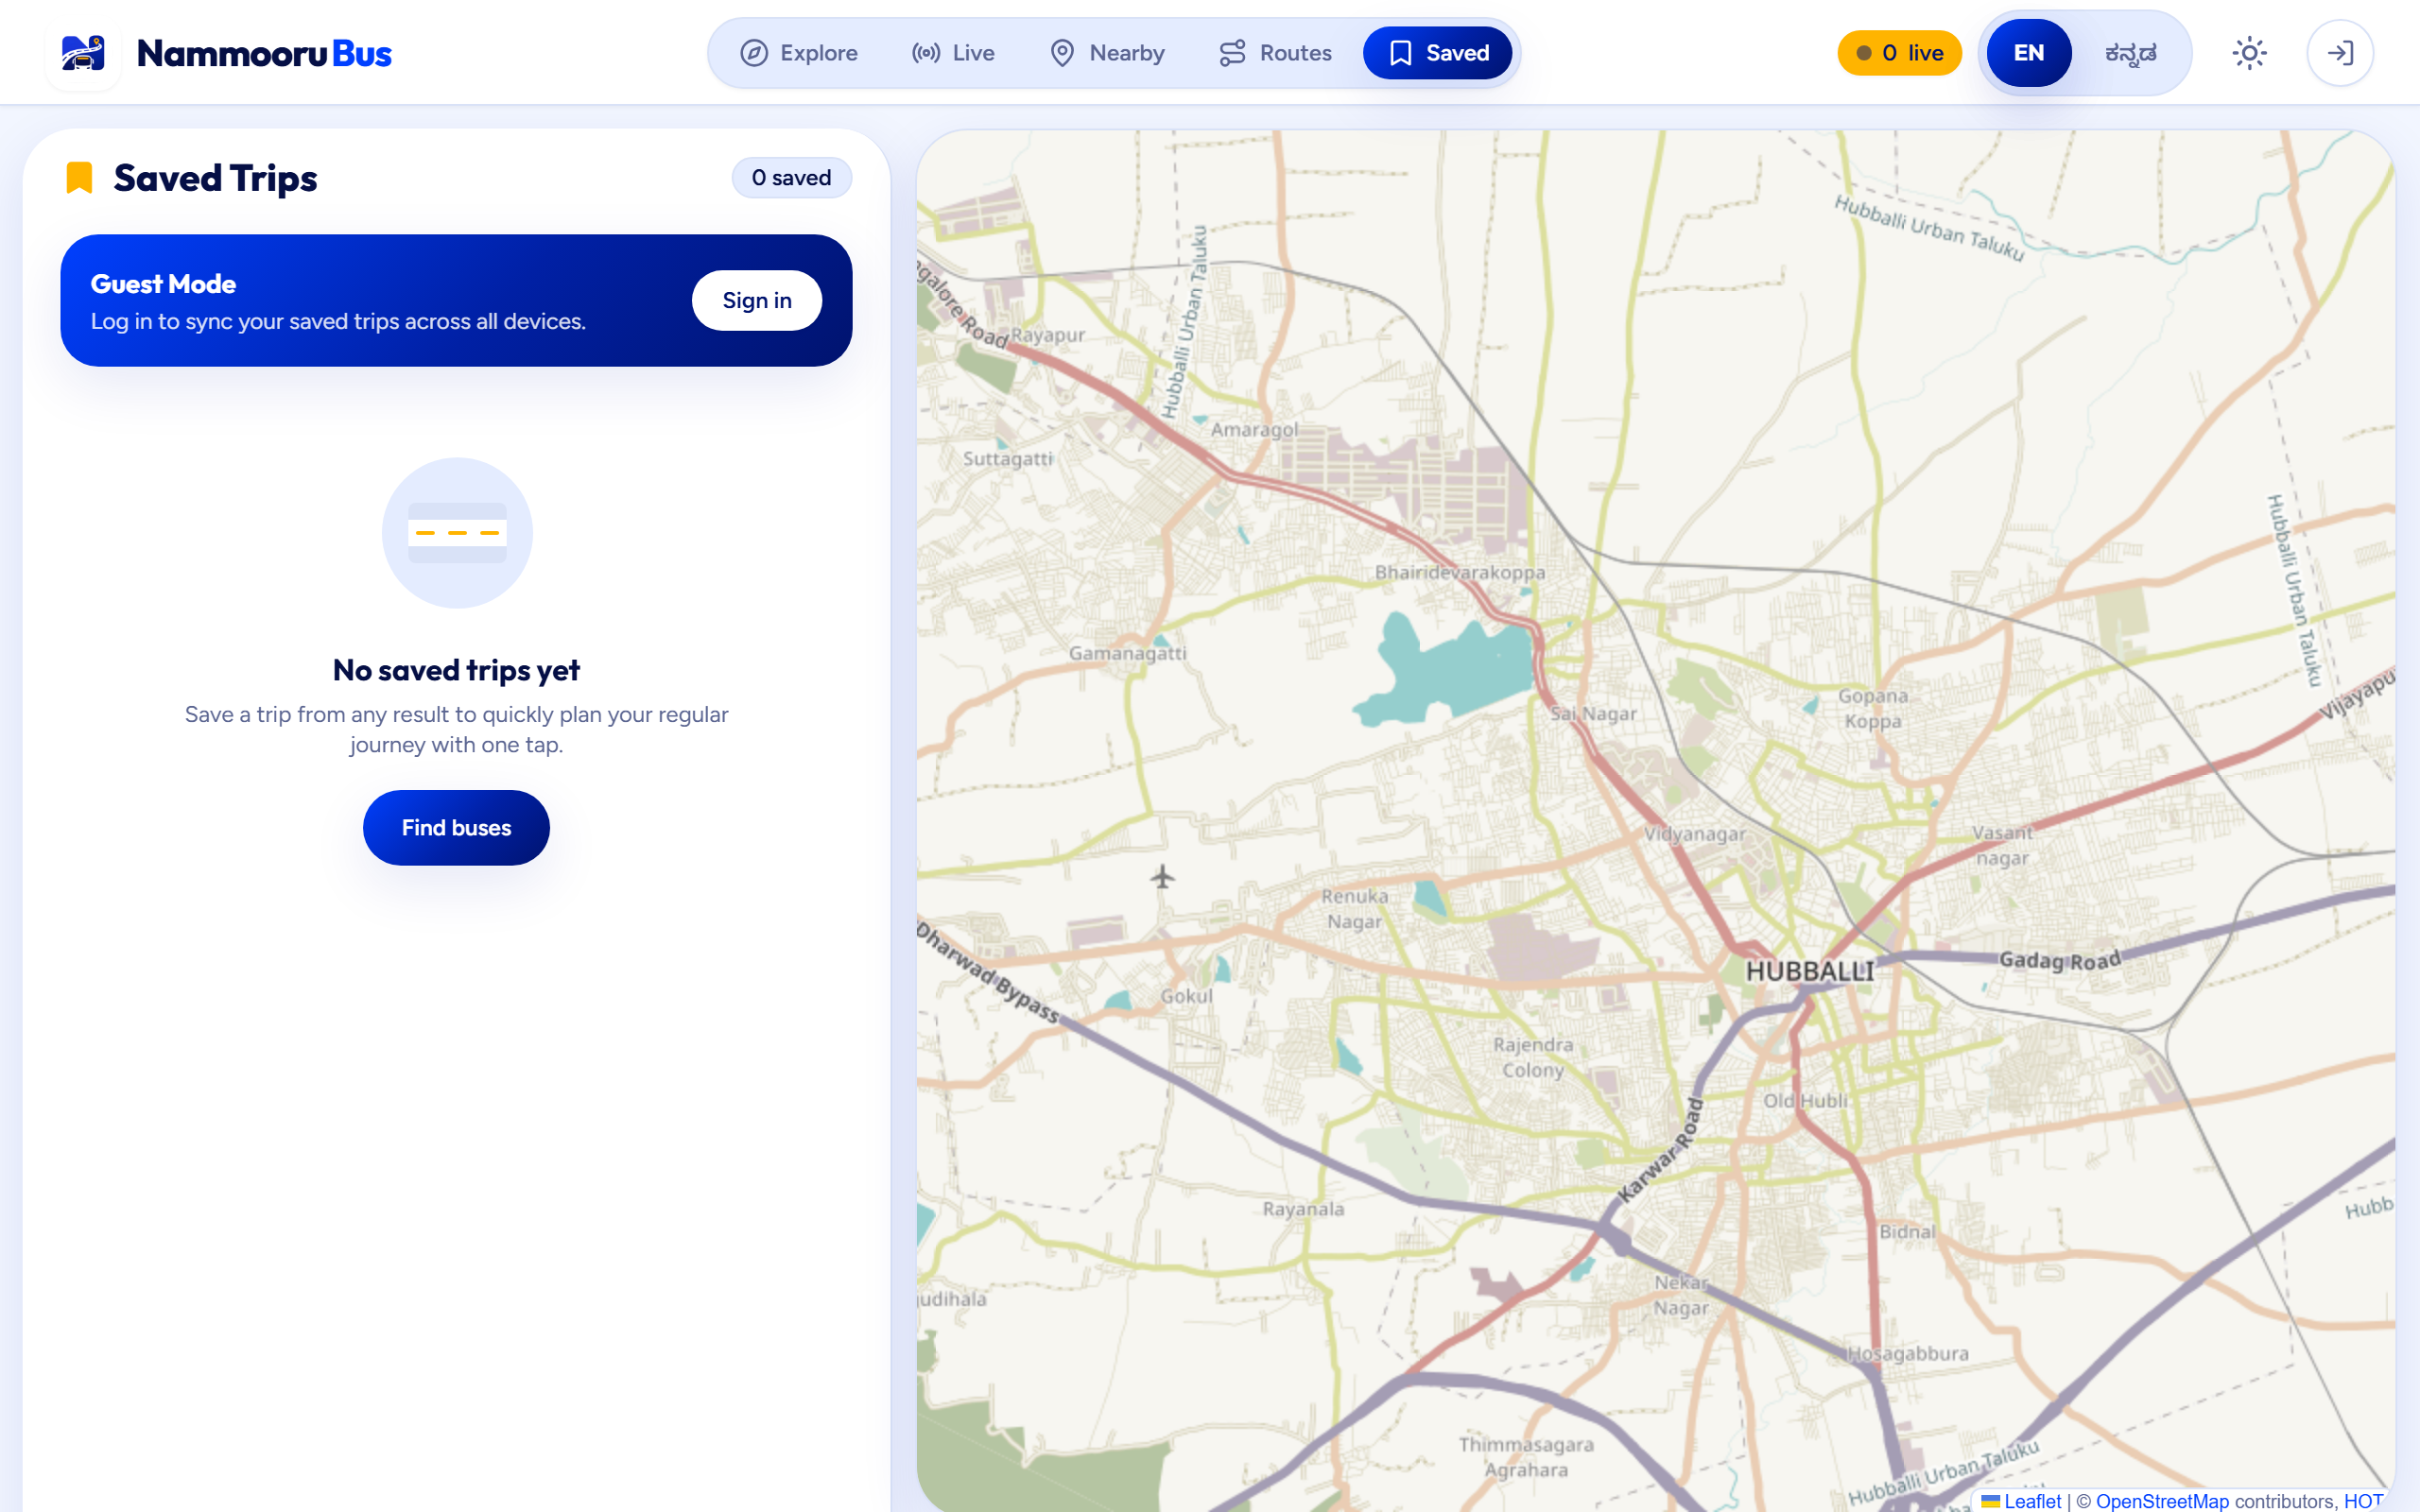 Nammooru Bus
Explore
Live
Nearby
Routes
Saved
0 live
EN
ಕನ್ನಡ
Saved Trips
0 saved
Guest Mode
Log in to sync your saved trips across all devices.
Sign in
No saved trips yet
Save a trip from any result to quickly plan your regular
journey with one tap.
Find buses
Hubballi Urban Taluku
Hubballi Urban Taluku
galore Road
Rayapur
Amaragol
Suttagatti
Hubballi Urban Taluku
Bhairidevarakoppa
Gamanagatti
Sai Nagar
Gopana
Koppa
Vijayapu
Vidyanagar
Vasant
nagar
Renuka
Nagar
Dharwad Bypass
HUBBALLI
Gadag Road
Gokul
Rajendra
Colony
Old Hubli
Karwar Road
Rayanala
Bidnal
Hubb
Nekar
Nagar
udihala
Hosagabbura
Thimmasagara
Agrahara
Hubballi Urban Taluku
Leaflet | © OpenStreetMap contributors, HOT